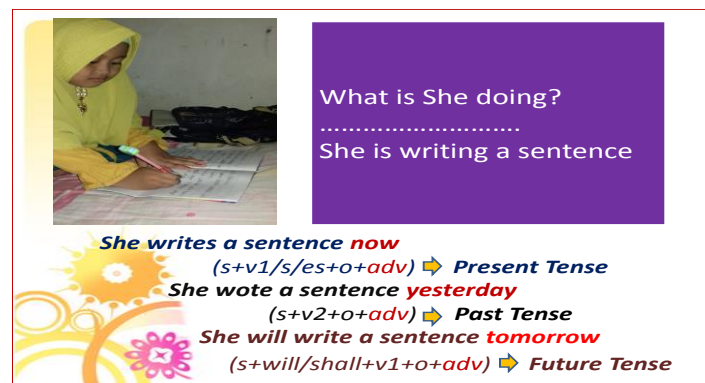 What is She doing?
……………………….
She is writing a sentence
She writes a sentence now
(s+v1/s/es+o+adv) ➡ Present Tense
She wote a sentence yesterday
(s+v2+o+adv) ➡ Past Tense
She will write a sentence tomorrow
(s+will/shall+v1+o+adv) ➡ Future Tense